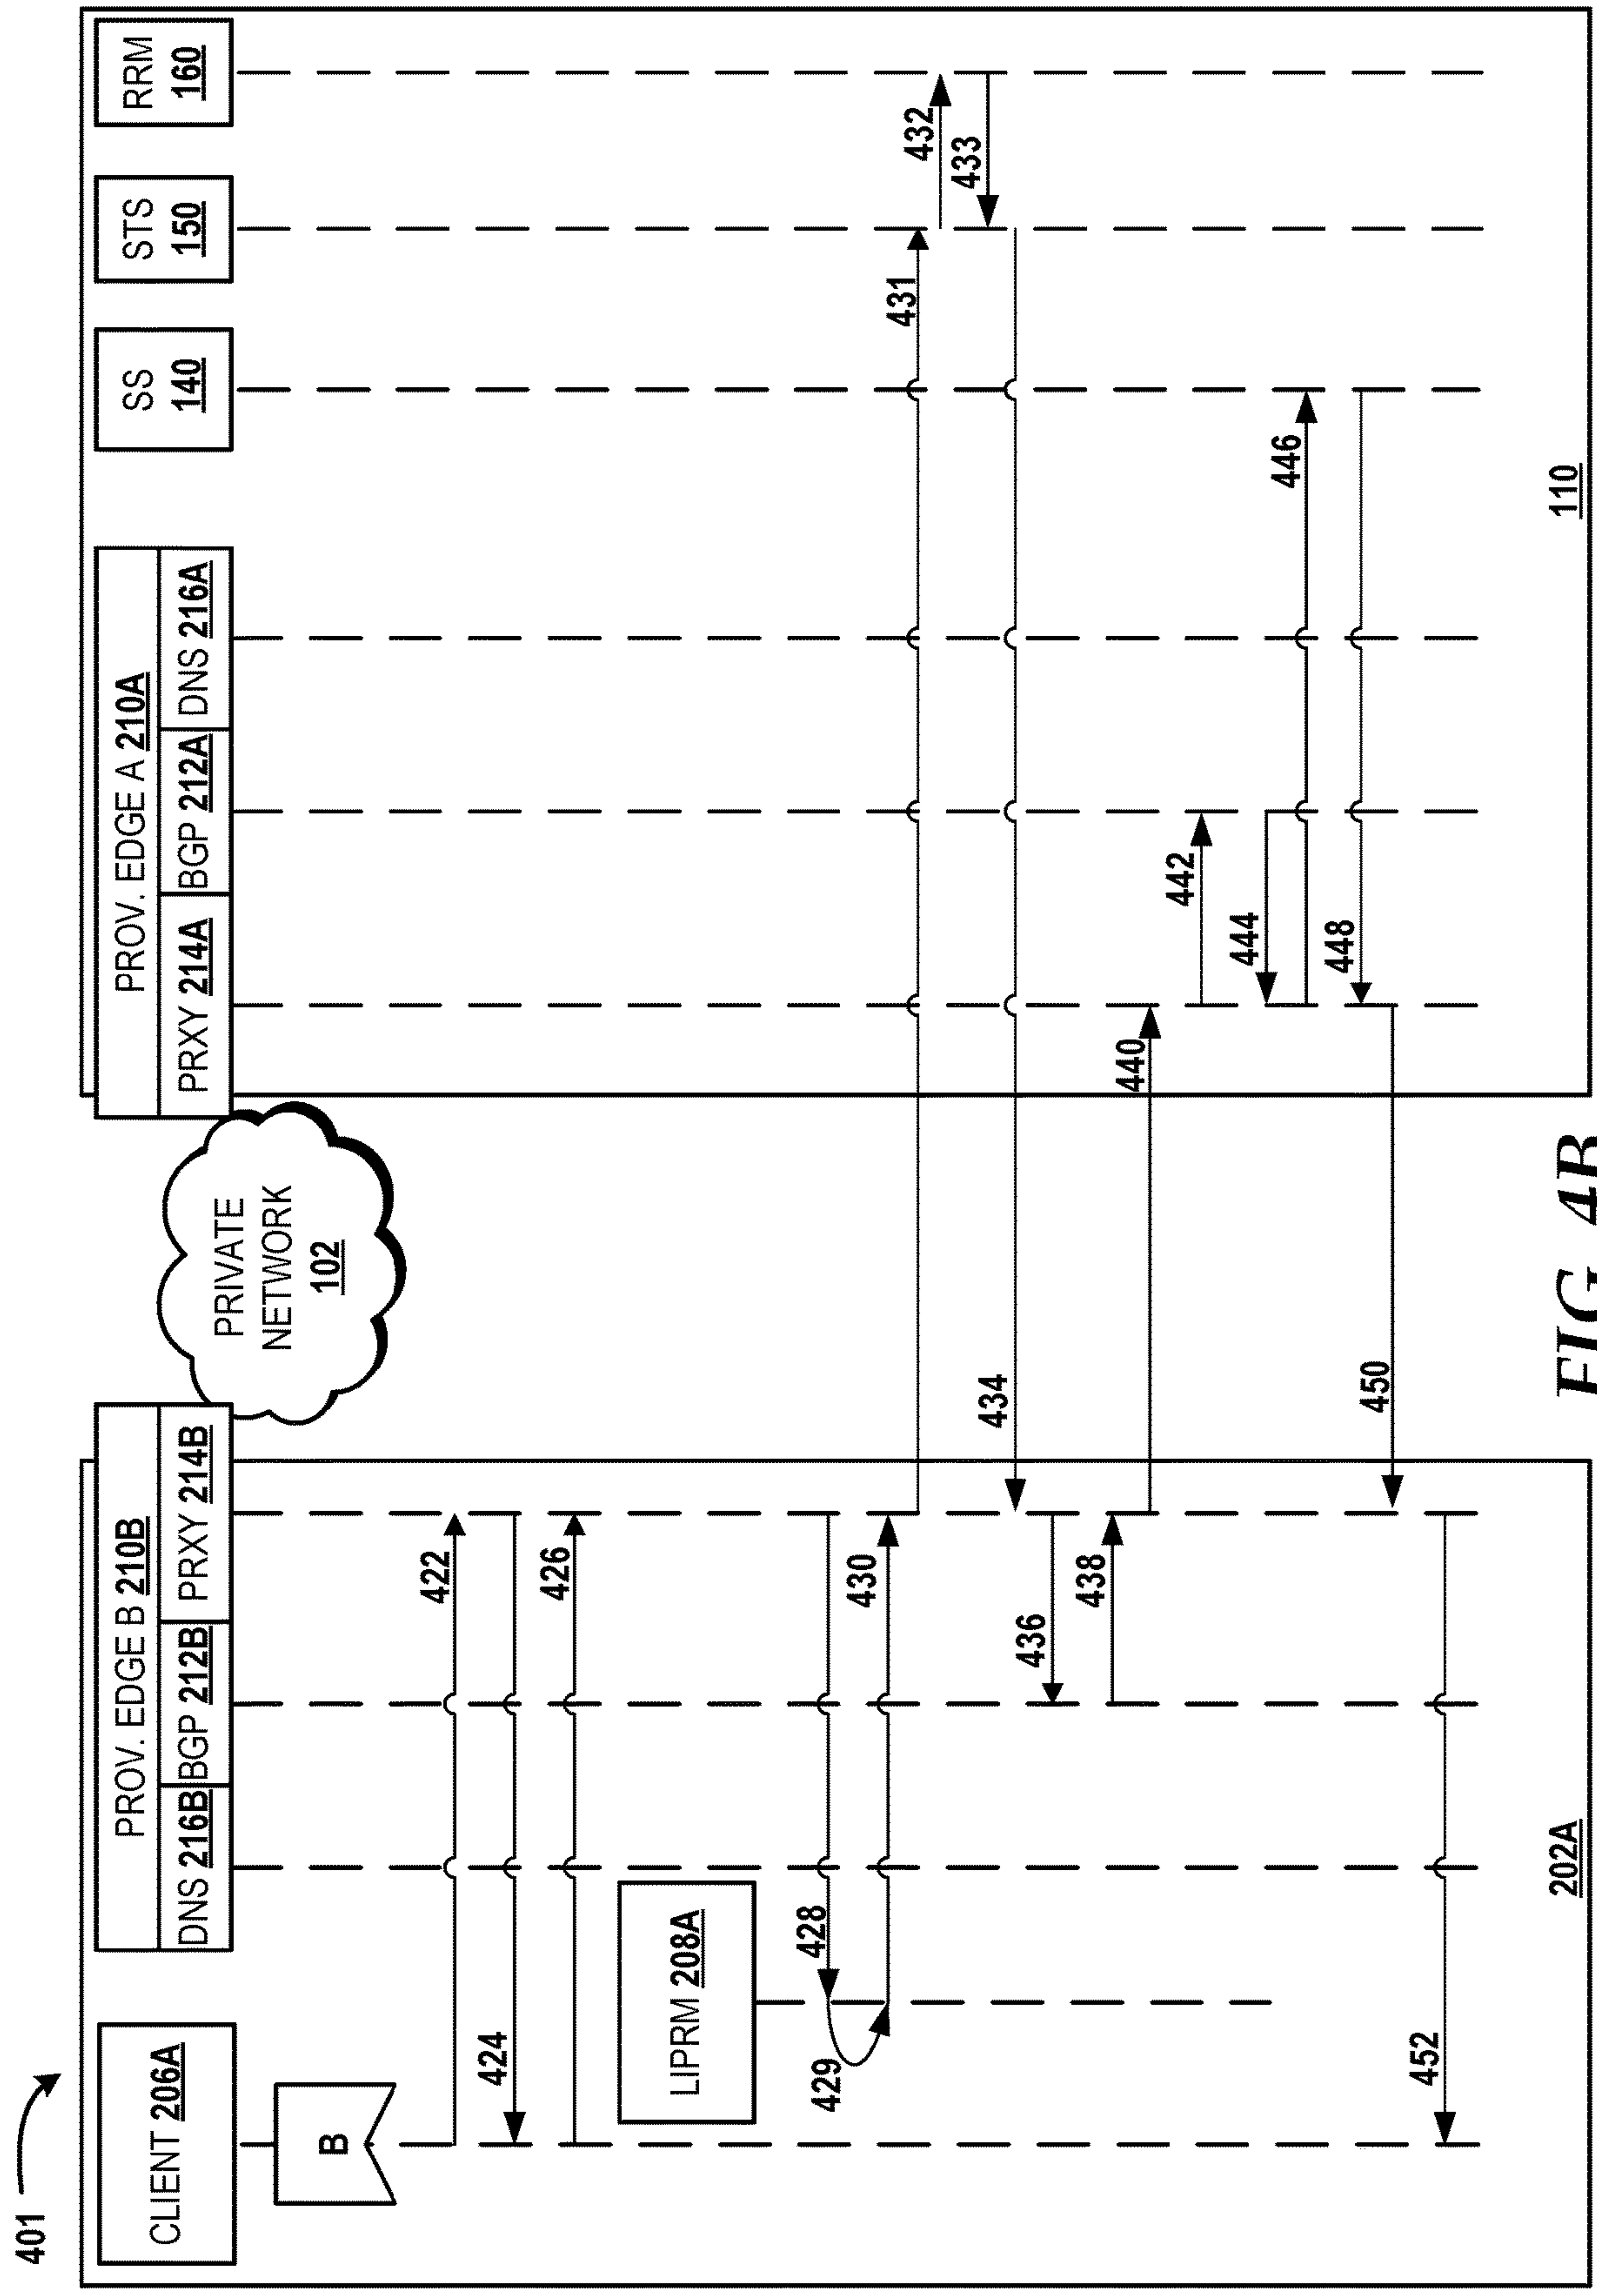 401
CLIENT 206A
PROV. EDGE B 210B
DNS 216B
BGP 212B
PRXY 214B
PRIVATE
NETWORK
102
PROV. EDGE A 210A
PRXY 214A
BGP 212A
DNS 216A
SS
140
STS
150
RRM
160
B
422
424
426
LIPRM 208A
428
429
430
431
432
433
434
436
438
440
442
444
446
448
450
452
202A
110
FIG. 4B